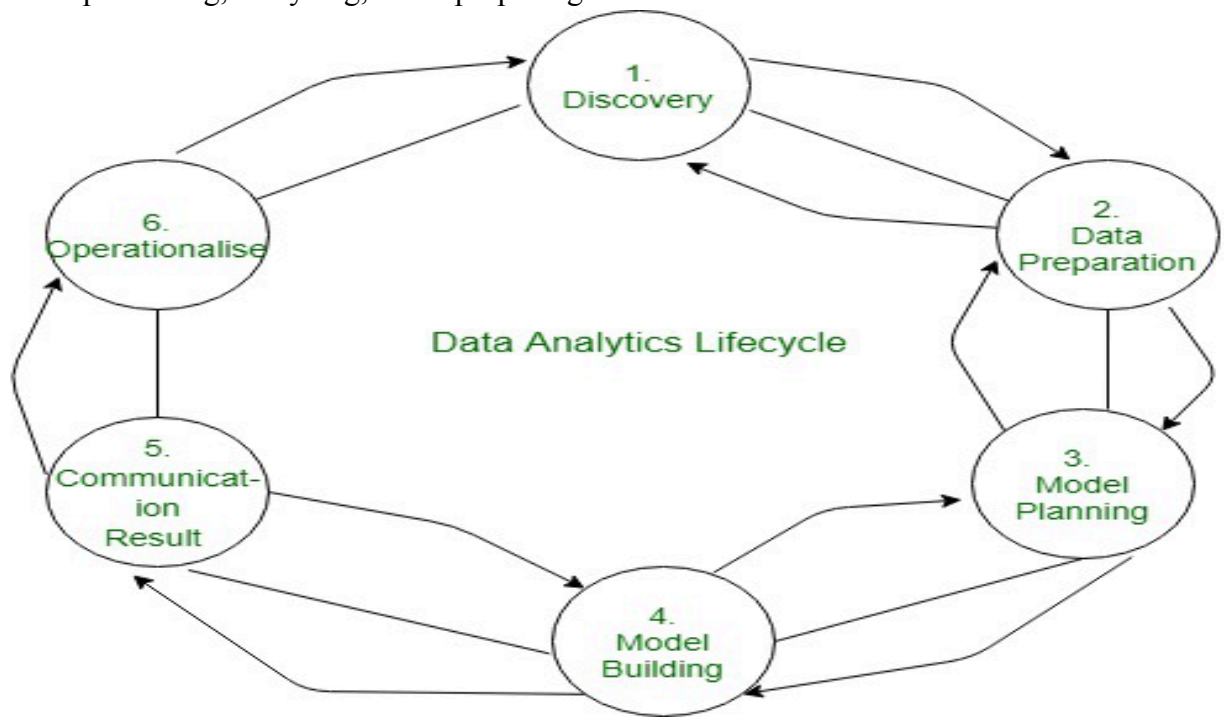 1.
Discovery
2.
Data
Preparation
3.
Model
Planning
4.
Model
Building
5.
Communicat-
ion
Result
6.
Operationalise
Data Analytics Lifecycle